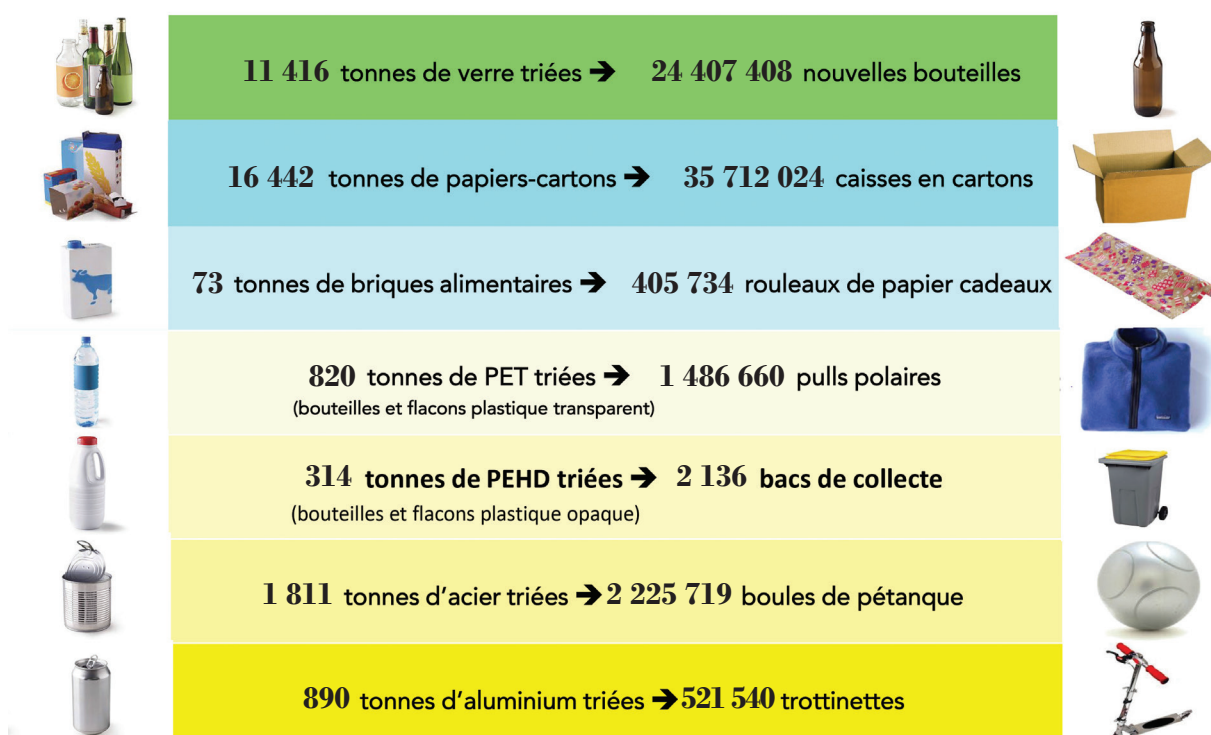 11 416 tonnes de verre triées ➔ 24 407 408 nouvelles bouteilles
16 442 tonnes de papiers-cartons ➔ 35 712 024 caisses en cartons
73 tonnes de briques alimentaires ➔ 405 734 rouleaux de papier cadeaux
820 tonnes de PET triées ➔ 1 486 660 pulls polaires
(bouteilles et flacons plastique transparent)
314 tonnes de PEHD triées ➔ 2 136 bacs de collecte
(bouteilles et flacons plastique opaque)
1 811 tonnes d’acier triées ➔ 2 225 719 boules de pétanque
890 tonnes d’aluminium triées ➔ 521 540 trottinettes